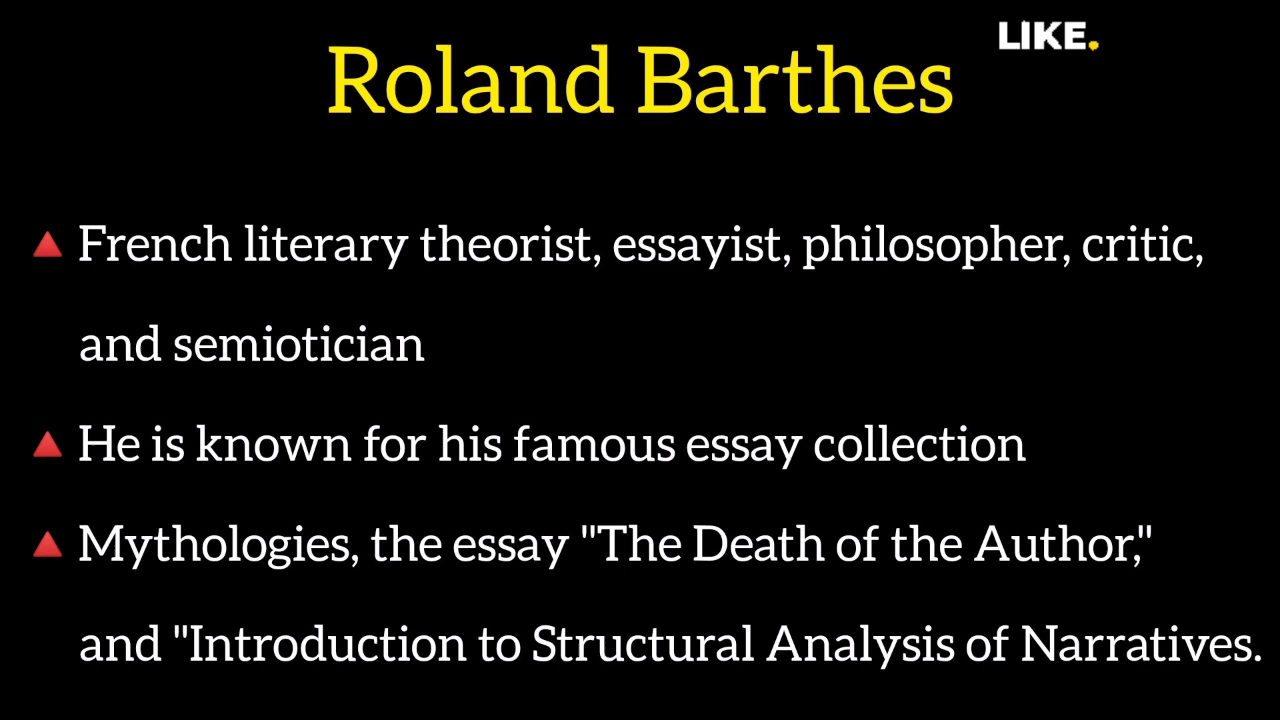 LIKE.
Roland Barthes
🔺French literary theorist, essayist, philosopher, critic,
and semiotician
🔺He is known for his famous essay collection
🔺Mythologies, the essay "The Death of the Author,"
and "Introduction to Structural Analysis of Narratives.